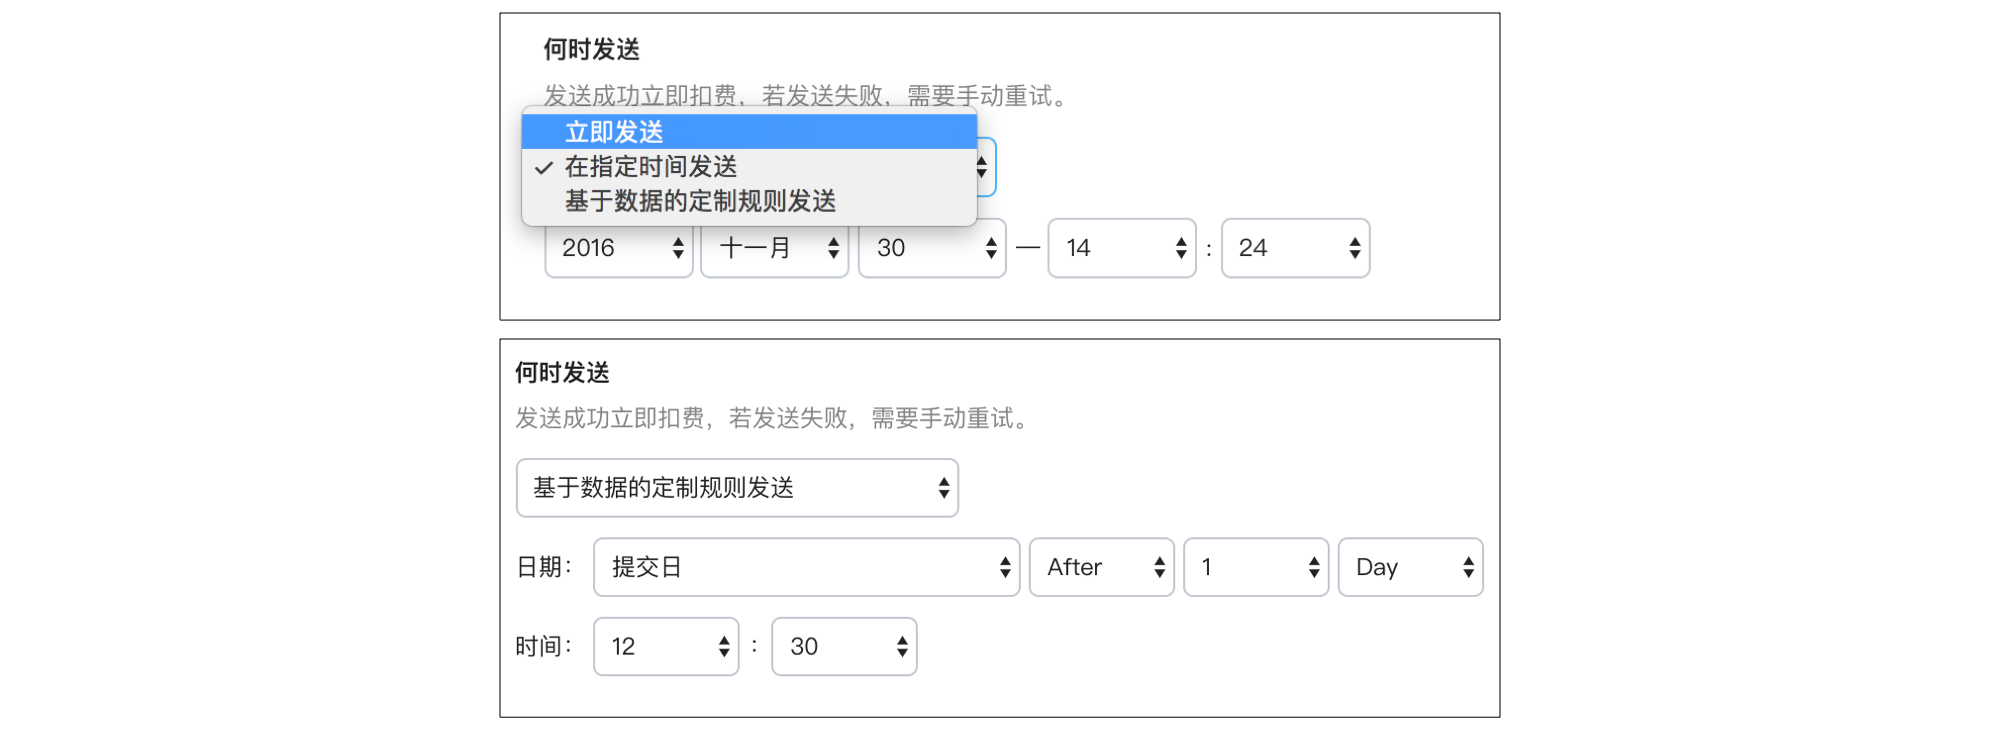 何时发送
发送成功立即扣费，若发送失败，需要手动重试。
立即发送
✓ 在指定时间发送
基于数据的定制规则发送
2016 十一月 30 — 14 : 24
何时发送
发送成功立即扣费，若发送失败，需要手动重试。
基于数据的定制规则发送
日期： 提交日 After 1 Day
时间： 12 : 30